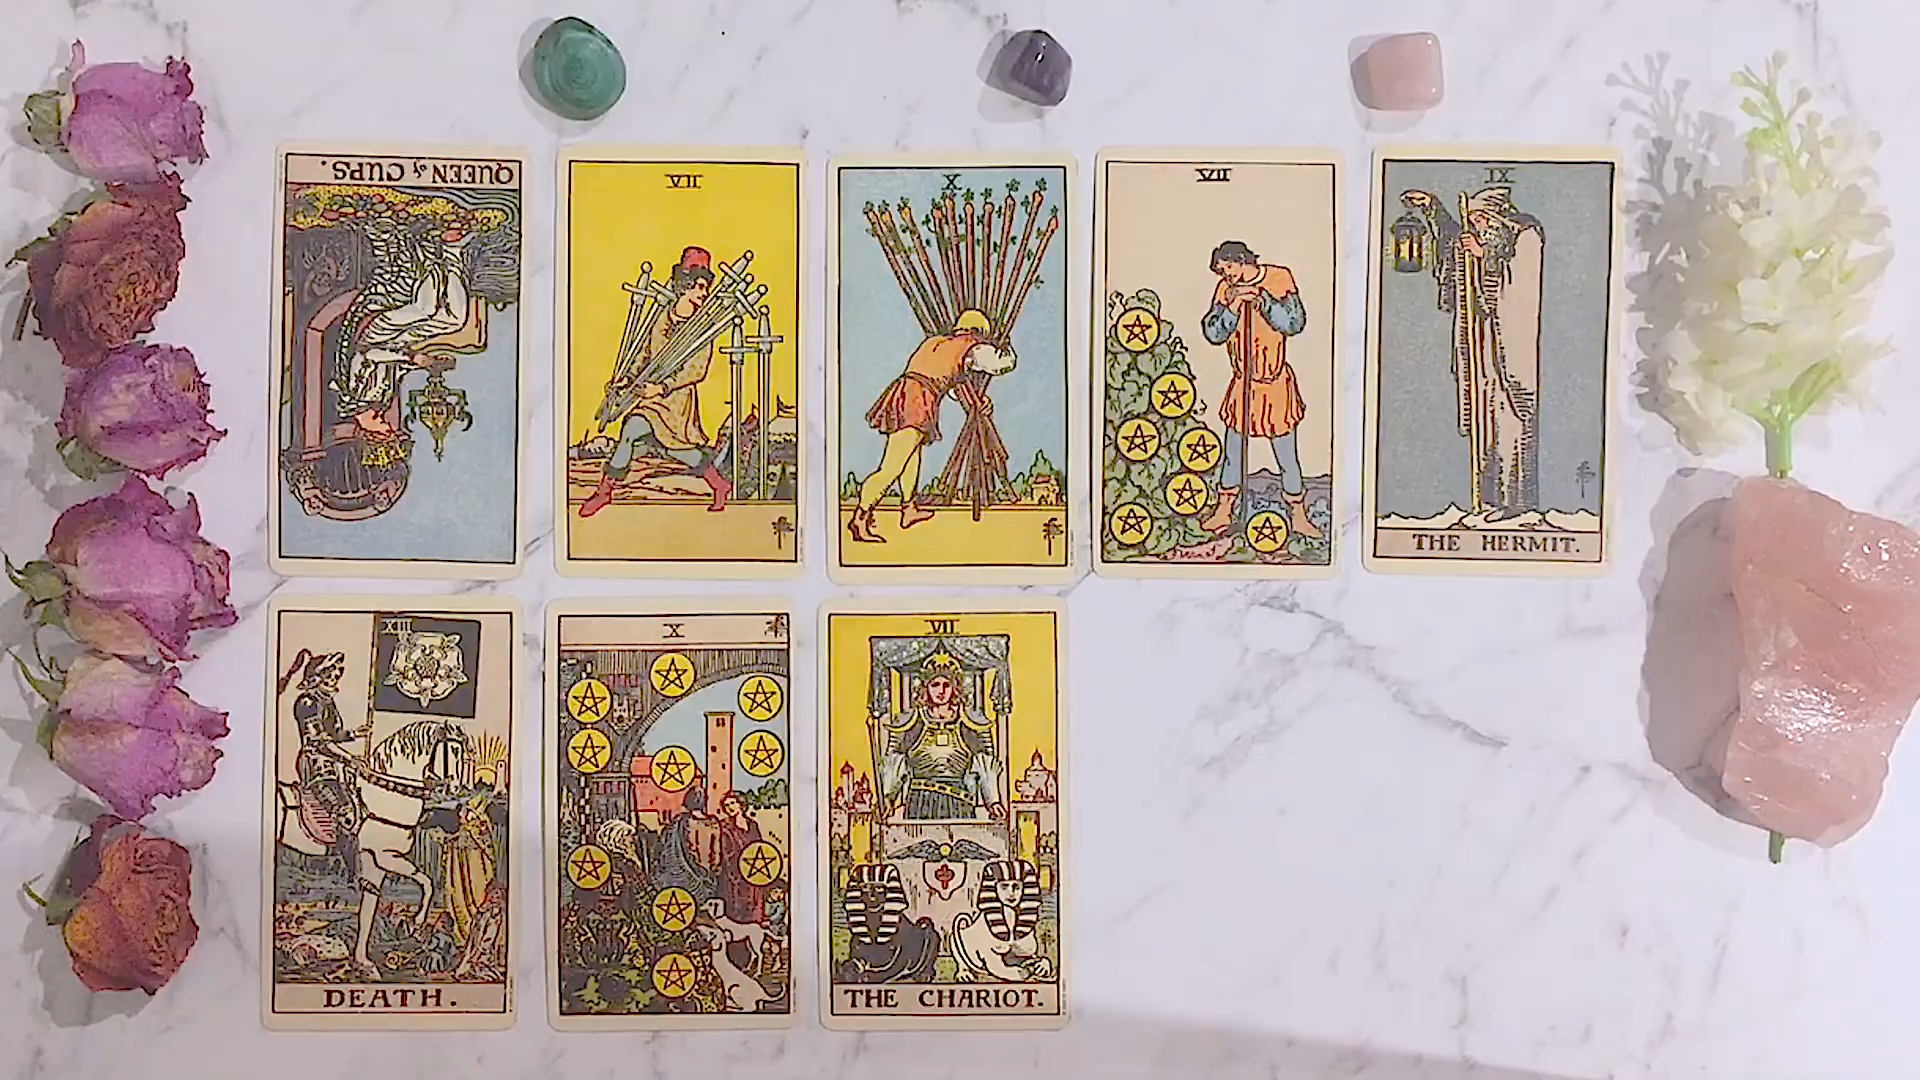 QUEEN of CUPS.
VII
X
VII
IX
THE HERMIT.
XIII
DEATH.
X
VII
THE CHARIOT.